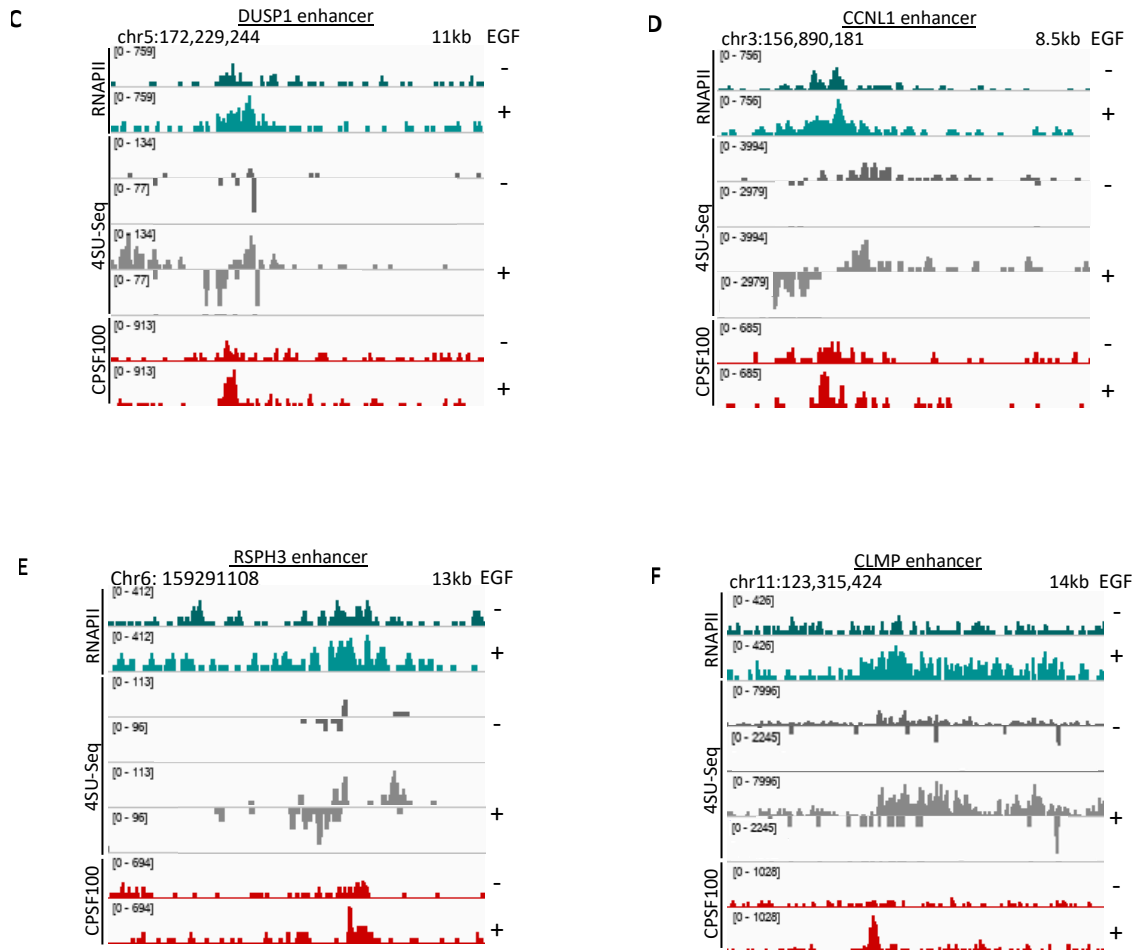 C
DUSP1 enhancer
chr5:172,229,244 11kb EGF
RNAPII
[0 - 759]
-
[0 - 759]
+
4SU-Seq
[0 - 134]
[0 - 77]
-
[0 - 134]
[0 - 77]
+
CPSF100
[0 - 913]
-
[0 - 913]
+
D
CCNL1 enhancer
chr3:156,890,181 8.5kb EGF
RNAPII
[0 - 756]
-
[0 - 756]
+
4SU-Seq
[0 - 3994]
[0 - 2979]
-
[0 - 3994]
[0 - 2979]
+
CPSF100
[0 - 685]
-
[0 - 685]
+
E
RSPH3 enhancer
Chr6: 159291108 13kb EGF
RNAPII
[0 - 412]
-
[0 - 412]
+
4SU-Seq
[0 - 113]
[0 - 96]
-
[0 - 113]
[0 - 96]
+
CPSF100
[0 - 694]
-
[0 - 694]
+
F
CLMP enhancer
chr11:123,315,424 14kb EGF
RNAPII
[0 - 426]
-
[0 - 426]
+
4SU-Seq
[0 - 7996]
[0 - 2245]
-
[0 - 7996]
[0 - 2245]
+
CPSF100
[0 - 1028]
-
[0 - 1028]
+